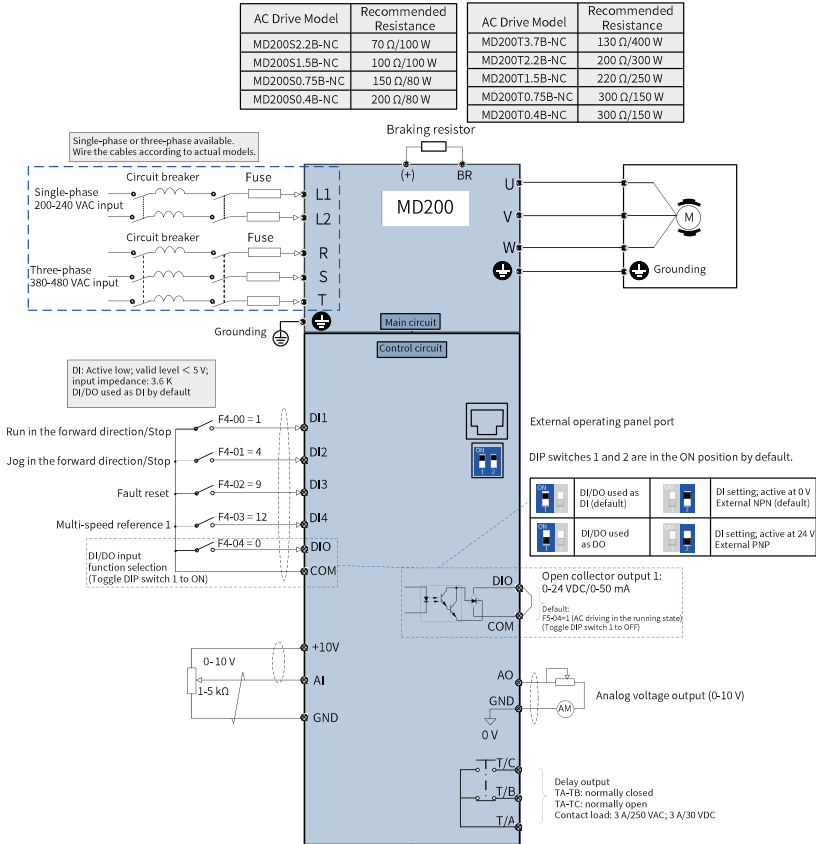 AC Drive Model
Recommended
Resistance
MD200S2.2B-NC
70 Ω/100 W
MD200S1.5B-NC
100 Ω/100 W
MD200S0.75B-NC
150 Ω/80 W
MD200S0.4B-NC
200 Ω/80 W
AC Drive Model
Recommended
Resistance
MD200T3.7B-NC
130 Ω/400 W
MD200T2.2B-NC
200 Ω/300 W
MD200T1.5B-NC
220 Ω/250 W
MD200T0.75B-NC
300 Ω/150 W
MD200T0.4B-NC
300 Ω/150 W
Single-phase or three-phase available.
Wire the cables according to actual models.
Braking resistor
(+)
BR
MD200
Circuit breaker
Fuse
Single-phase
200-240 VAC input
L1
L2
Circuit breaker
Fuse
Three-phase
380-480 VAC input
R
S
T
Grounding
U
V
W
M
Grounding
Main circuit
Control circuit
DI: Active low; valid level < 5 V;
input impedance: 3.6 K
DI/DO used as DI by default
Run in the forward direction/Stop
F4-00 = 1
DI1
Jog in the forward direction/Stop
F4-01 = 4
DI2
Fault reset
F4-02 = 9
DI3
Multi-speed reference 1
F4-03 = 12
DI4
DI/DO input
function selection
(Toggle DIP switch 1 to ON)
F4-04 = 0
DIO
COM
External operating panel port
ON
1 2
DIP switches 1 and 2 are in the ON position by default.
ON
1
DI/DO used as
DI (default)
2
DI setting; active at 0 V
External NPN (default)
ON
1
DI/DO used
as DO
2
DI setting; active at 24 V
External PNP
DIO
COM
Open collector output 1:
0-24 VDC/0-50 mA
Default:
F5-04=1 (AC driving in the running state)
(Toggle DIP switch 1 to OFF)
+10V
0-10 V
AI
1-5 kΩ
GND
AO
GND
0 V
AM
Analog voltage output (0-10 V)
T/C
T/B
T/A
Delay output
TA-TB: normally closed
TA-TC: normally open
Contact load: 3 A/250 VAC; 3 A/30 VDC